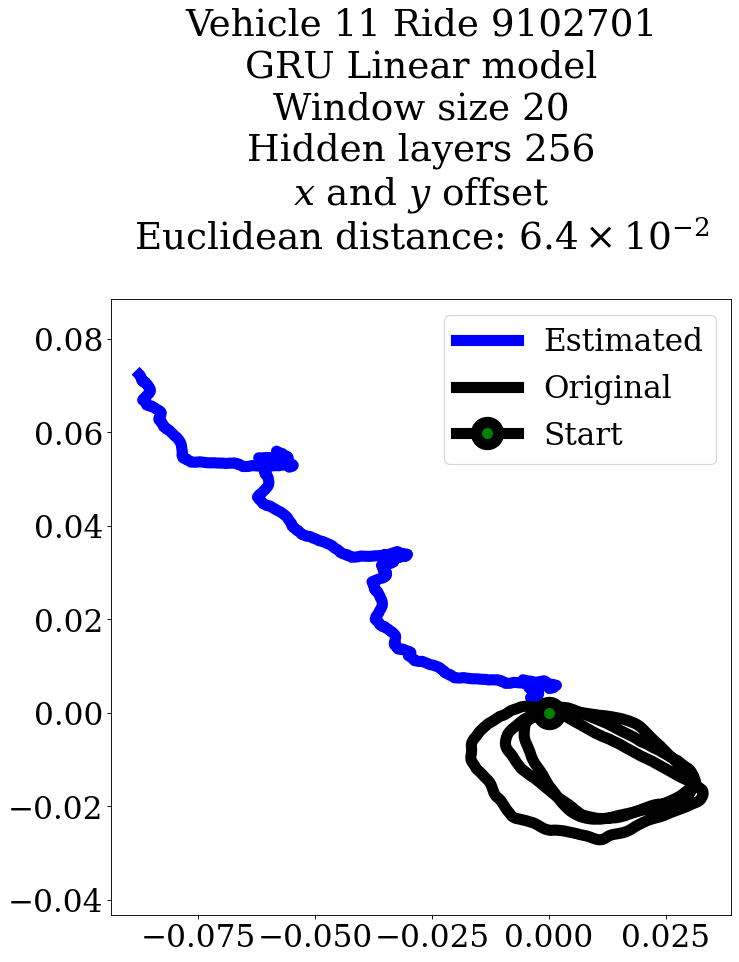 Vehicle 11 Ride 9102701
GRU Linear model
Window size 20
Hidden layers 256
x and y offset
Euclidean distance: 6.4 × 10⁻²
Estimated
Original
Start
0.08
0.06
0.04
0.02
0.00
−0.02
−0.04
−0.075 −0.050 −0.025 0.000 0.025